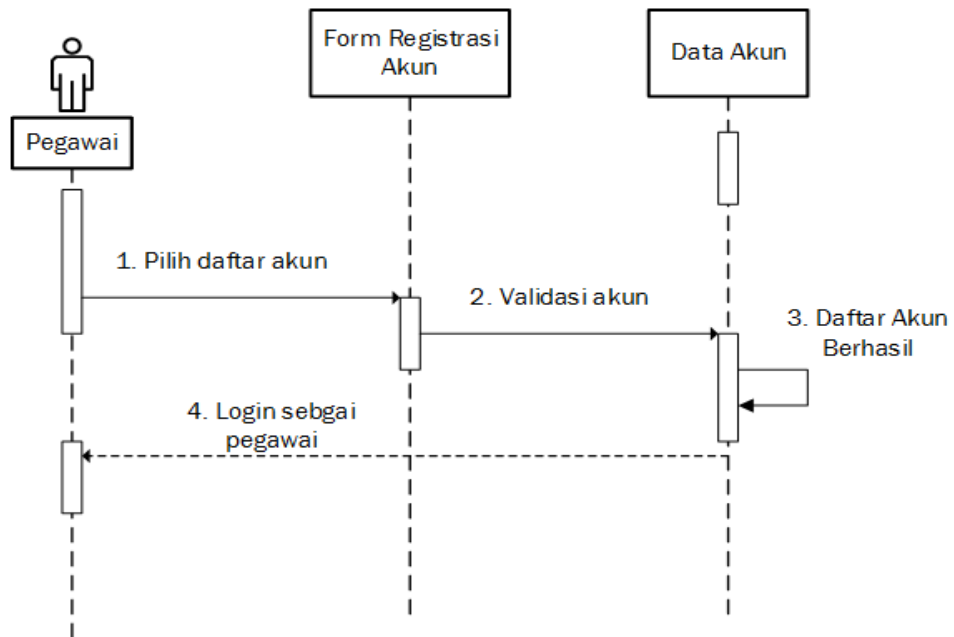 Form Registrasi
Akun
Data Akun
Pegawai
1. Pilih daftar akun
2. Validasi akun
3. Daftar Akun
Berhasil
4. Login sebgai
pegawai